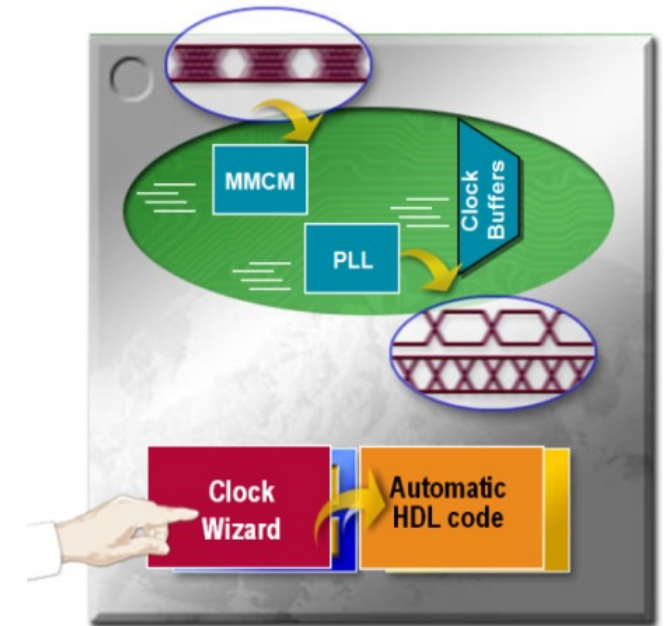 MMCM
Clock
Buffers
PLL
Clock
Wizard
Automatic
HDL code